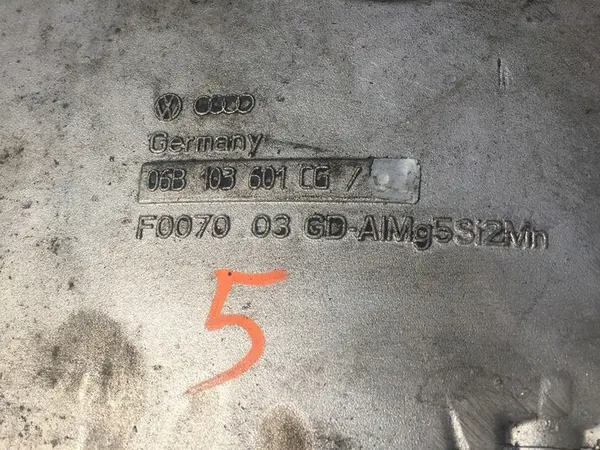 Germany
06B 103 601 CG /
F0070 03 GD-AlMg5Si2Mn
5